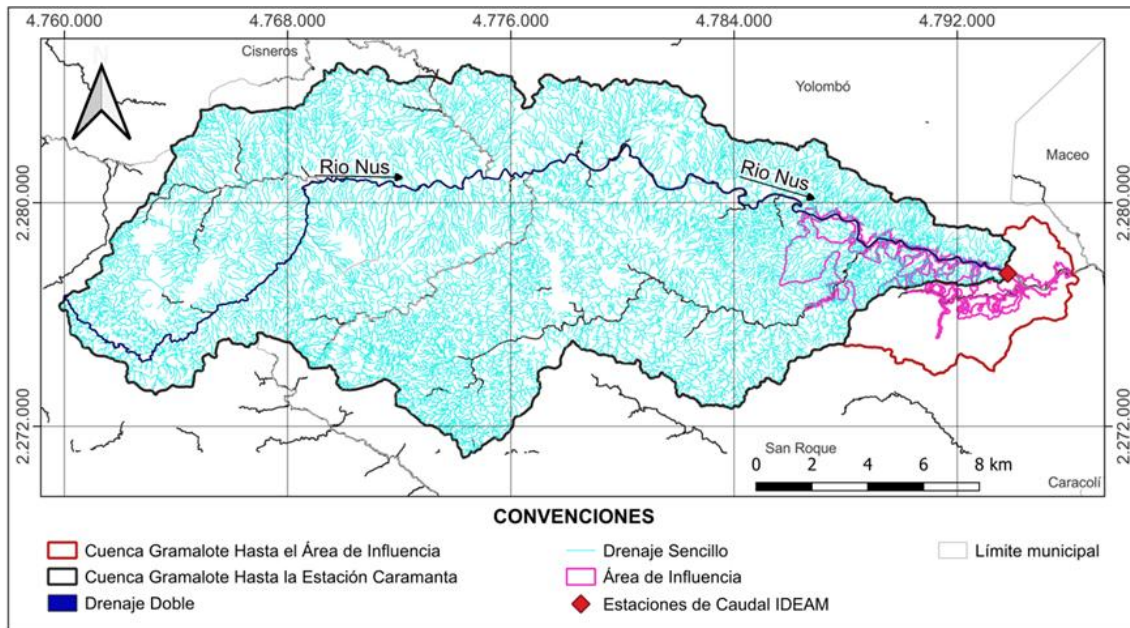 4.760.000 4.768.000 4.776.000 4.784.000 4.792.000
N
Cisneros
Yolombó
Maceo
Rio Nus
Rio Nus
2.280.000
2.280.000
2.272.000
2.272.000
San Roque
0 2 4 6 8 km
Caracolí
CONVENCIONES
Cuenca Gramalote Hasta el Área de Influencia
Drenaje Sencillo
Límite municipal
Cuenca Gramalote Hasta la Estación Caramanta
Área de Influencia
Drenaje Doble
Estaciones de Caudal IDEAM